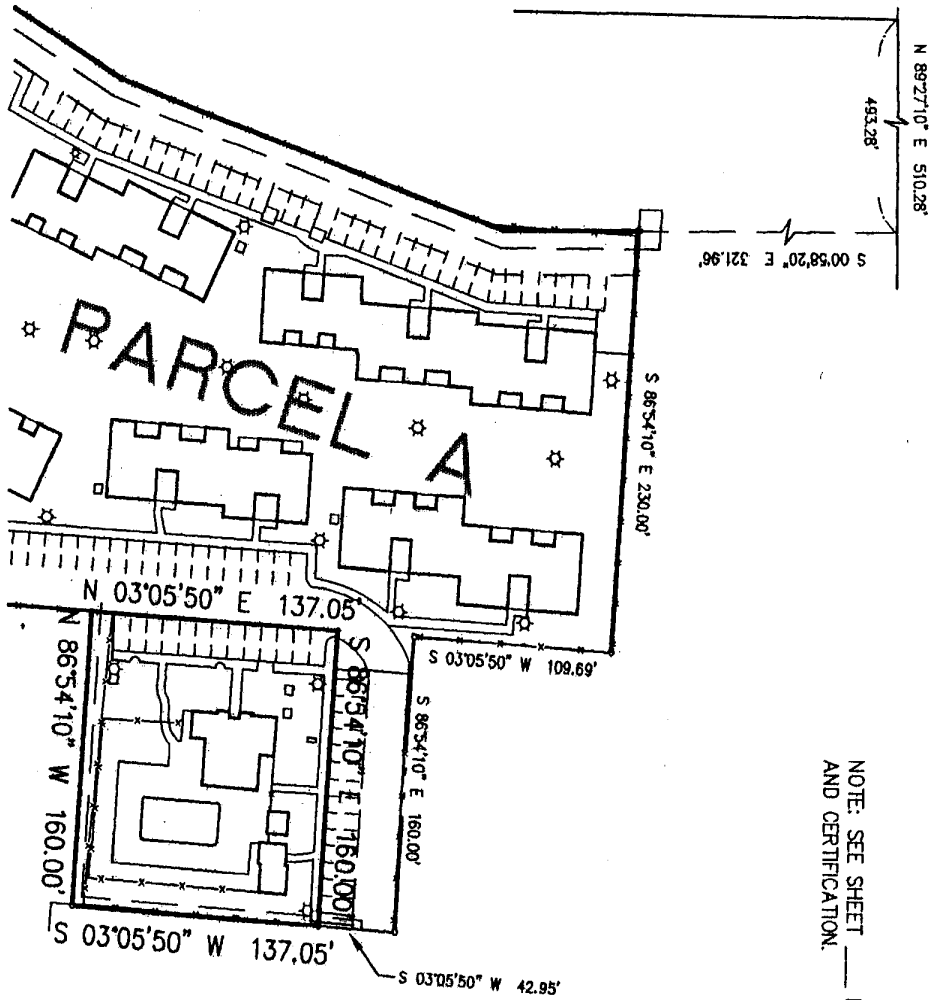 N 89°27'10" E 510.28'
493.28'
S 00°58'20" E 321.96'
S 86°54'10" E 230.00'
PARCEL A
N 03°05'50" E 137.05'
S 03°05'50" W 109.69'
N 86°54'10" W 160.00'
S 86°54'10" E 160.00'
S 86°54'10" E 160.00'
S 03°05'50" W 137.05'
S 03°05'50" W 42.95'
NOTE: SEE SHEET
AND CERTIFICATION.